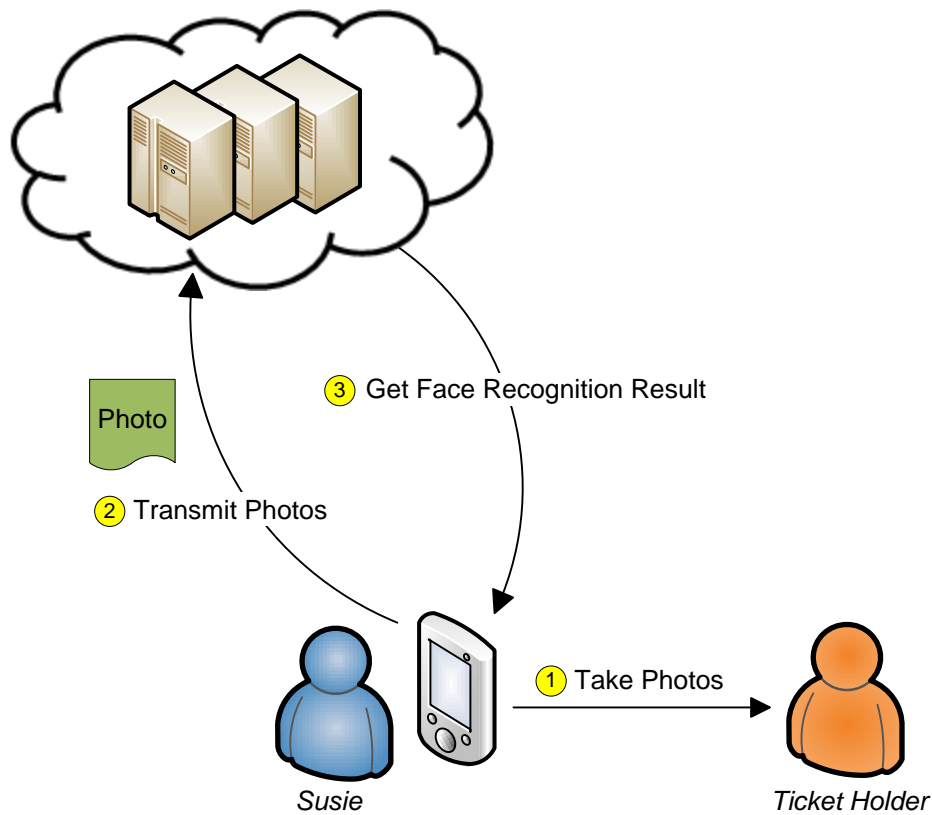 3 Get Face Recognition Result
Photo
2 Transmit Photos
1 Take Photos
Susie
Ticket Holder